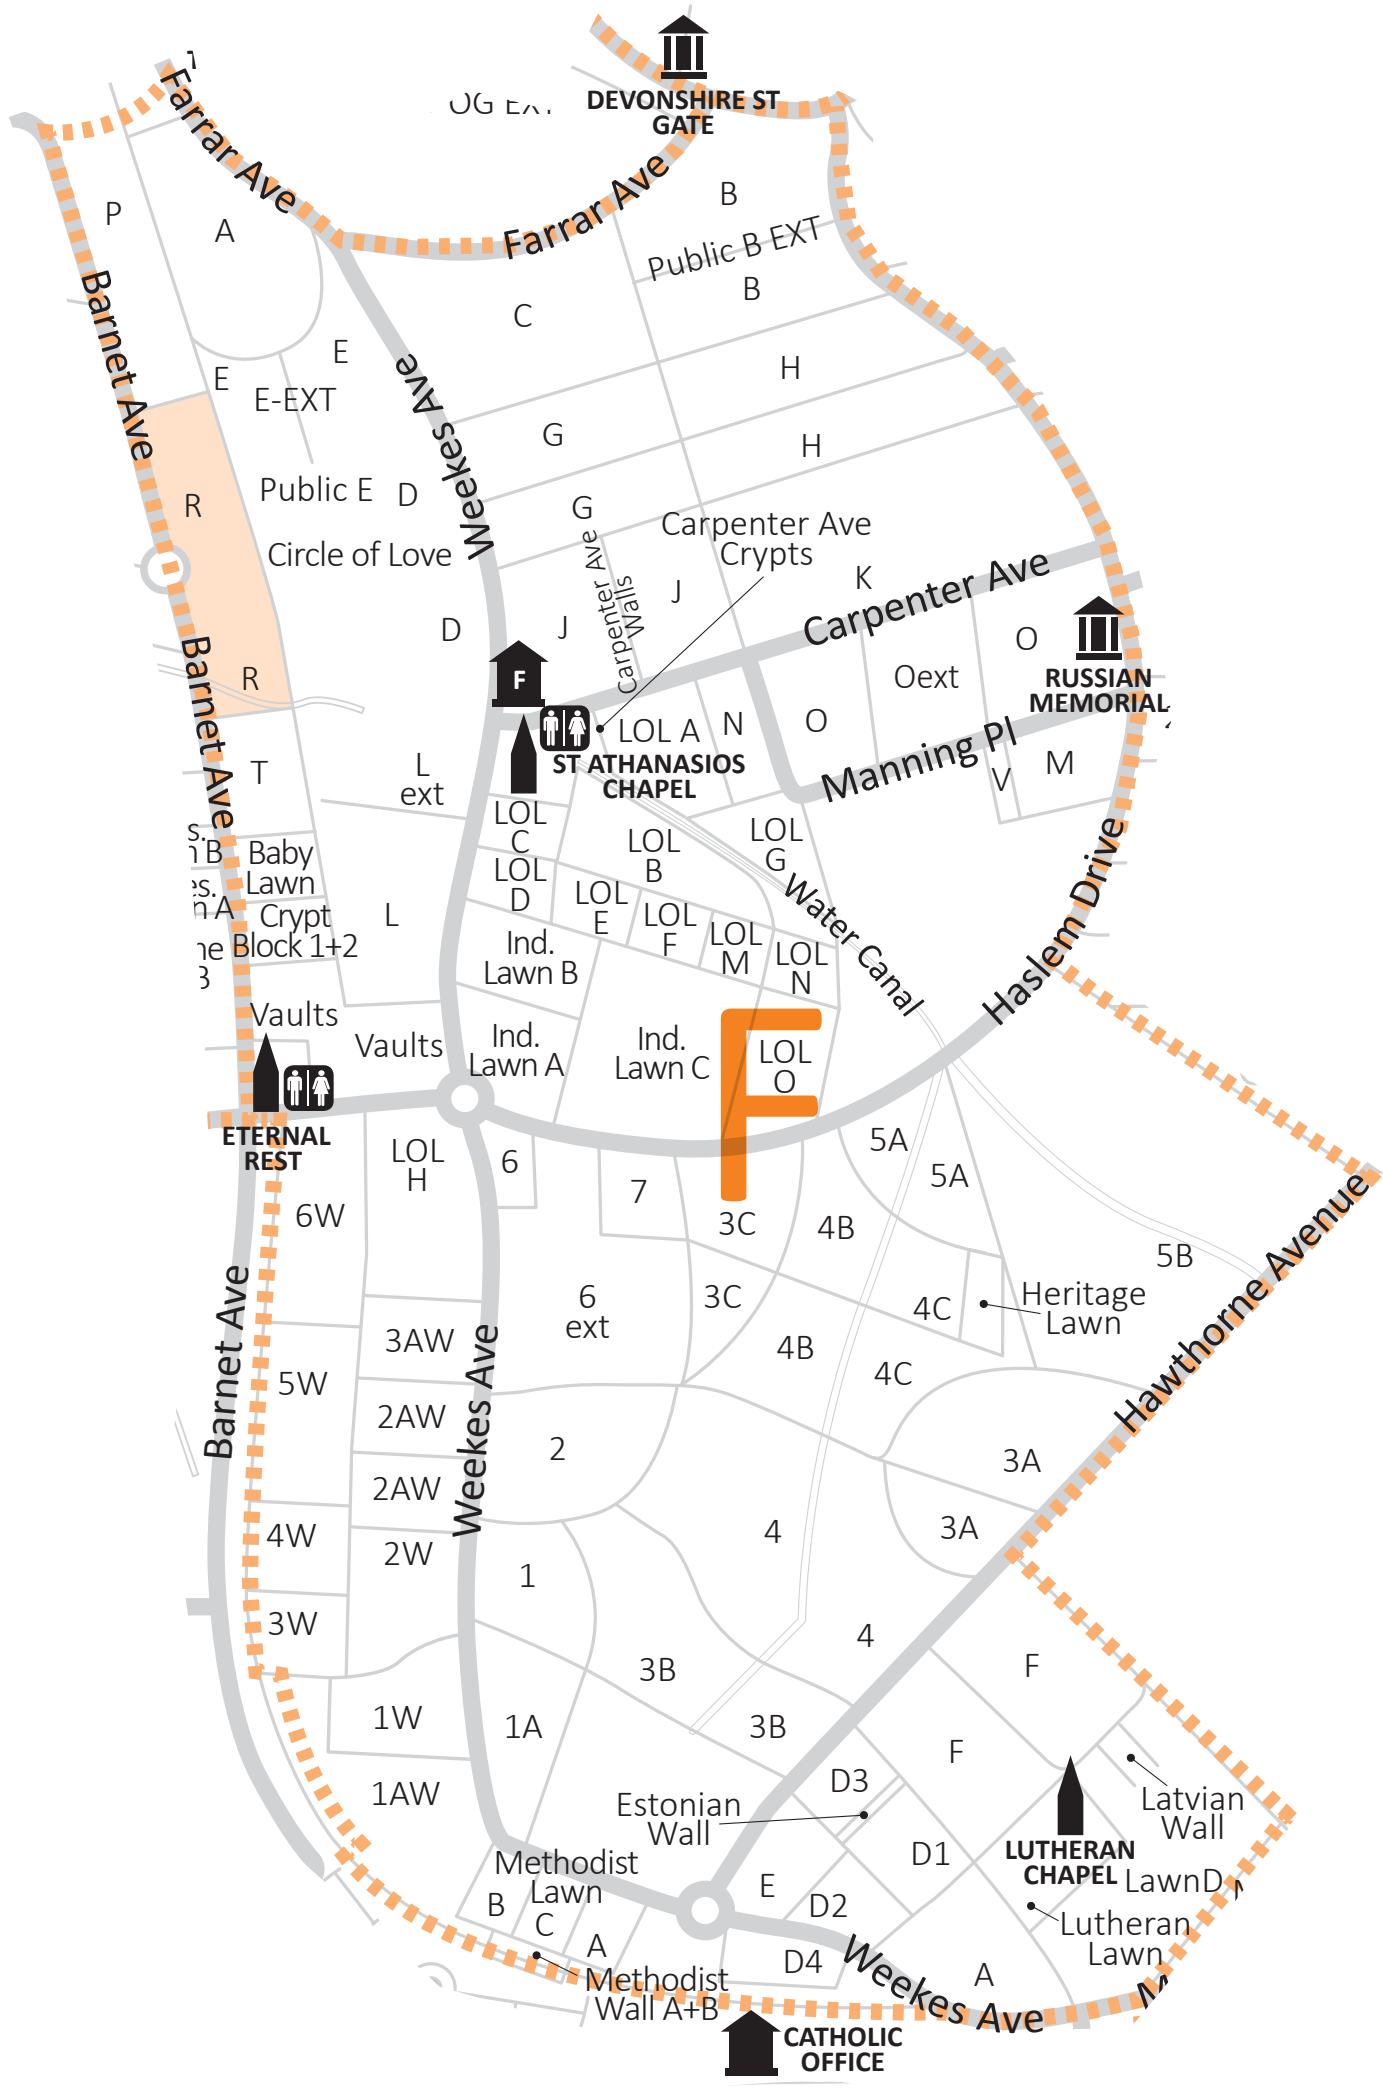 DEVONSHIRE ST
GATE
Farrar Ave
Farrar Ave
B
P
A
Public B EXT
B
Barnet Ave
C
E
H
E
E-EXT
Weekes Ave
G
H
Public E
D
R
G
Carpenter Ave
Crypts
Circle of Love
Carpenter Ave
Walls
J
K
Carpenter Ave
D
J
O
F
Barnet Ave
R
Oext
RUSSIAN
MEMORIAL
LOL A
N
O
Manning Pl
ST ATHANASIOS
CHAPEL
T
L
ext
V
M
LOL
C
LOL
B
LOL
G
Baby
Lawn
LOL
D
LOL
E
LOL
F
LOL
M
LOL
N
Water Canal
Haslem Drive
Crypt
Block 1+2
L
Ind.
Lawn B
Vaults
Vaults
Ind.
Lawn A
Ind.
Lawn C
F
LOL
O
ETERNAL
REST
LOL
H
6
7
5A
5A
6W
3C
4B
5B
Hawthorne Avenue
Barnet Ave
6
ext
3C
4C
Heritage
Lawn
3AW
4B
4C
5W
Weekes Ave
2AW
2
3A
2AW
4W
2W
4
3A
1
3W
4
3B
F
1W
1A
3B
F
1AW
D3
Estonian
Wall
Latvian
Wall
D1
LUTHERAN
CHAPEL
Methodist
Lawn
B
C
A
E
D2
LawnD
Lutheran
Lawn
D4
Weekes Ave
A
Methodist
Wall A+B
CATHOLIC
OFFICE